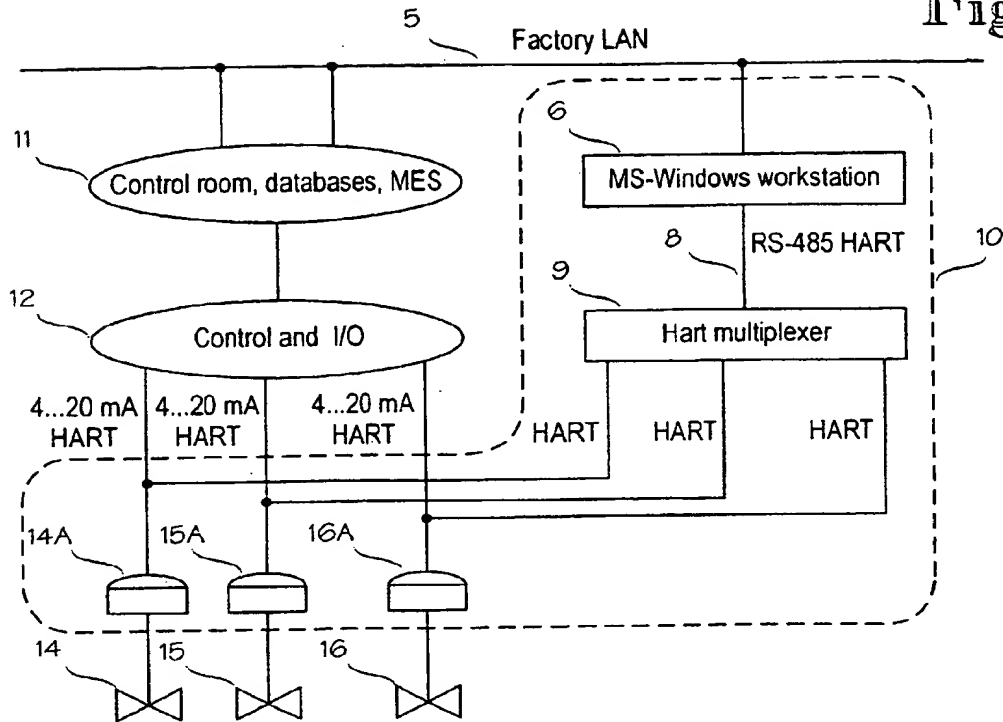 Fig
5
Factory LAN
11
6
Control room, databases, MES
MS-Windows workstation
8
RS-485 HART
10
9
12
Control and I/O
Hart multiplexer
4...20 mA 4...20 mA 4...20 mA
HART HART HART
HART HART HART
14A
15A
16A
14
15
16